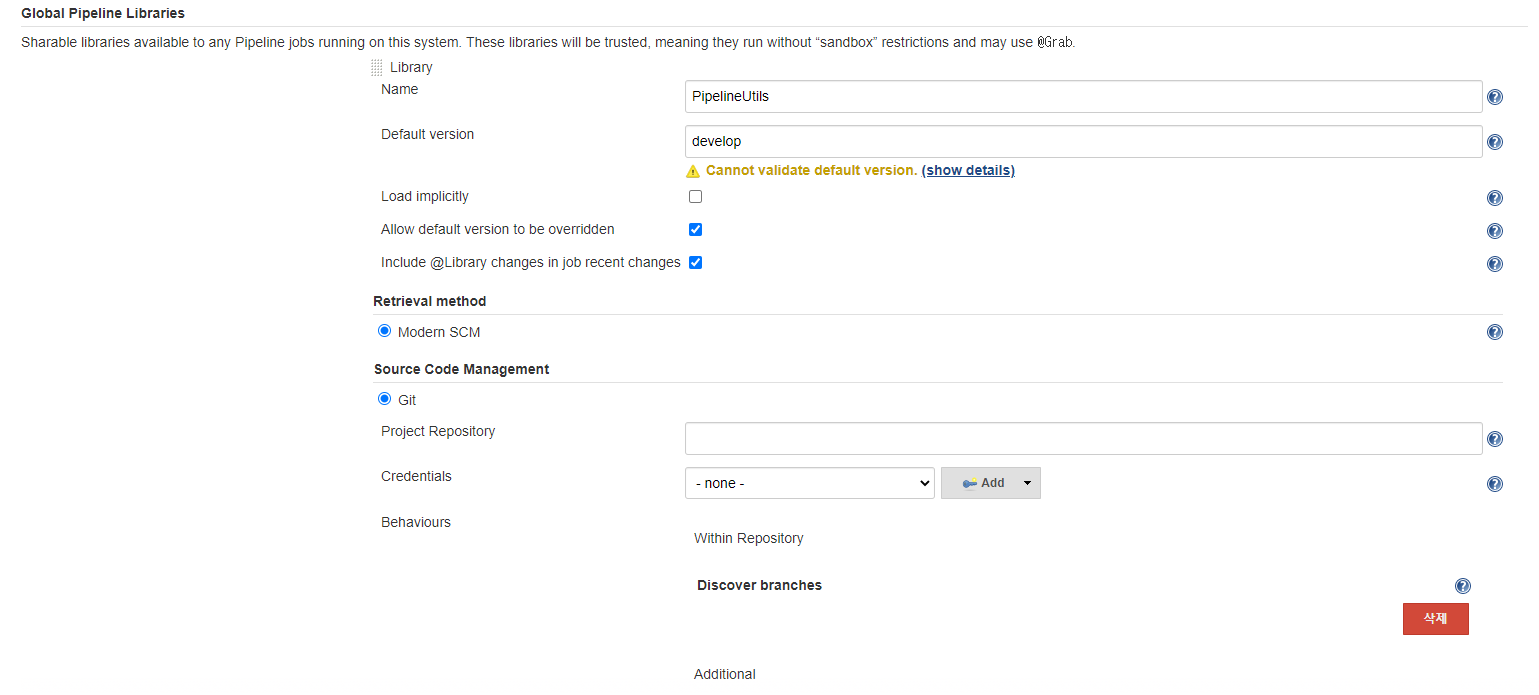 Global Pipeline Libraries
Sharable libraries available to any Pipeline jobs running on this system. These libraries will be trusted, meaning they run without “sandbox” restrictions and may use @Grab.
Library
Name
PipelineUtils
Default version
develop
Cannot validate default version. (show details)
Load implicitly
Allow default version to be overridden
Include @Library changes in job recent changes
Retrieval method
Modern SCM
Source Code Management
Git
Project Repository
Credentials
- none -
Add
Behaviours
Within Repository
Discover branches
삭제
Additional